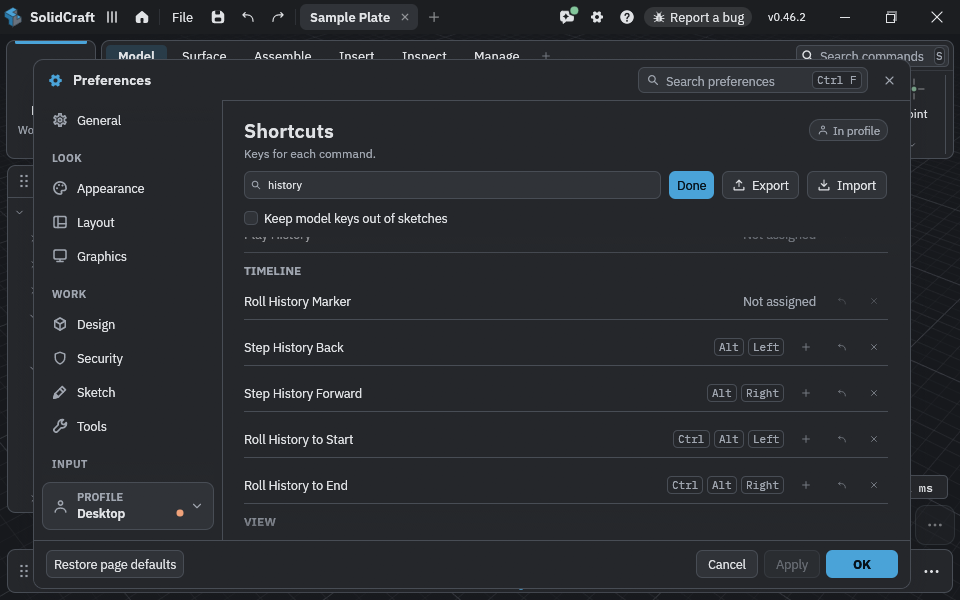 SolidCraft
File
Sample Plate
Report a bug
v0.46.2
Model
Surface
Assemble
Insert
Inspect
Manage
Search commands
S
Preferences
Search preferences
Ctrl F
General
LOOK
Appearance
Layout
Graphics
WORK
Design
Security
Sketch
Tools
INPUT
PROFILE
Desktop
Shortcuts
In profile
Keys for each command.
history
Done
Export
Import
Keep model keys out of sketches
Play History Not assigned
TIMELINE
Roll History Marker Not assigned
Step History Back Alt Left
Step History Forward Alt Right
Roll History to Start Ctrl Alt Left
Roll History to End Ctrl Alt Right
VIEW
ms
Restore page defaults
Cancel
Apply
OK